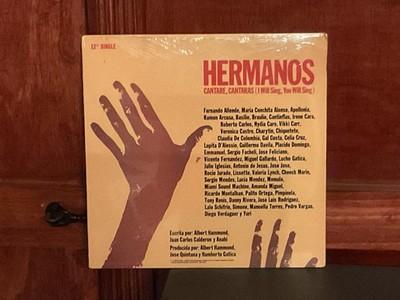 12" SINGLE
HERMANOS
CANTARE, CANTARAS (I Will Sing, You Will Sing)
Fernando Allende, Maria Conchita Alonso, Apollonia,
Ramon Arcusa, Basilio, Braulio, Cantinflas, Irene Cara,
Roberto Carlos, Vikki Carr,
Veronica Castro, Charytin, Chiquetete,
Claudia De Colombia, Gal Costa, Celia Cruz,
Lupita D'Alessio, Guillermo Davila, Placido Domingo,
Emmanuel, Sergio Facheli, Jose Feliciano,
Vicente Fernandez, Miguel Gallardo, Lucho Gatica,
Julio Iglesias, Antonio de Jesus, Jose Jose,
Rocio Jurado, Lissette, Valeria Lynch, Cheech Marin,
Sergio Mendes, Lucia Mendez, Menudo,
Miami Sound Machine, Amanda Miguel,
Ricardo Montalban, Palito Ortega, Pimpinela,
Tony Renis, Danny Rivera, Jose Luis Rodriguez,
Lalo Schifrin, Simone, Manoella Torres, Pedro Vargas,
Diego Verdaguer y Yuri
Escrita por: Albert Hammond,
Juan Carlos Calderon y Anahi
Producida por: Albert Hammond,
Jose Quintana y Humberto Gatica